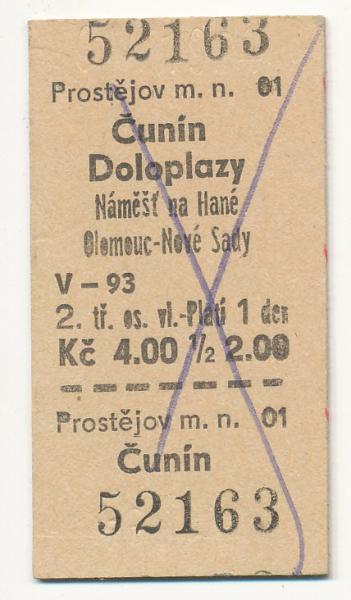 52163
Prostějov m. n. 01
Čunín
Doloplazy
Náměšť na Hané
Olomouc-Nové Sady
V – 93
2. tř. os. vl.-Platí 1 den
Kč 4.00 ½ 2.00
Prostějov m. n. 01
Čunín
52163